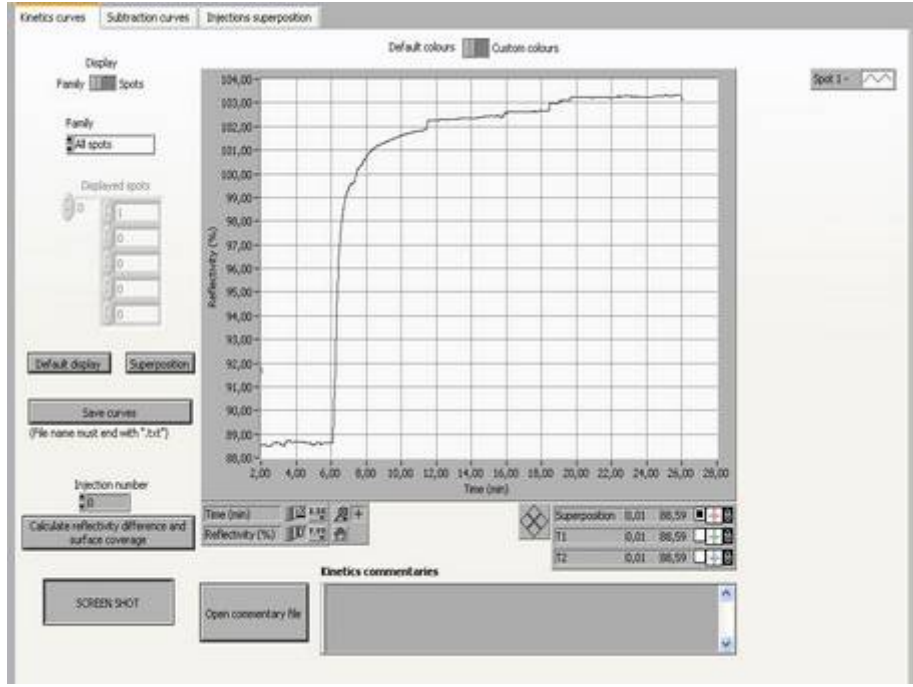 Kinetics curves Subtraction curves Injections superposition
Default colours Custom colours
Display
Family Spots
Spot 1 -
Family
All spots
Displayed spots
0 1
0
0
0
0
Default display Superposition
Save curves
(File name must end with ".txt")
Injection number
0
Calculate reflectivity difference and
surface coverage
SCREEN SHOT
Reflectivity (%)
104,00
103,00
102,00
101,00
100,00
99,00
98,00
97,00
96,00
95,00
94,00
93,00
92,00
91,00
90,00
89,00
88,00
2,00 4,00 6,00 8,00 10,00 12,00 14,00 16,00 18,00 20,00 22,00 24,00 26,00 28,00
Time (min)
Time (min)
Reflectivity (%)
Superposition 0,01 88,59
T1 0,01 88,59
T2 0,01 88,59
Kinetics commentaries
Open commentary file